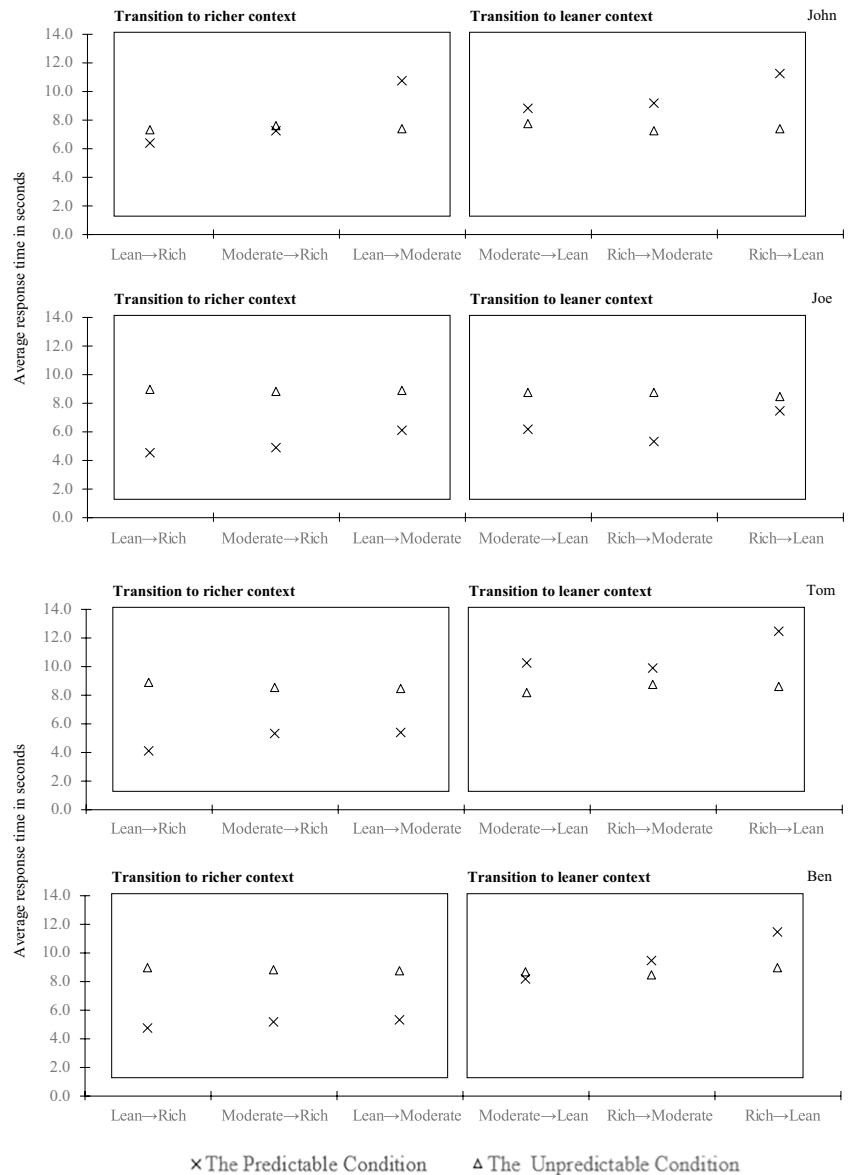 Transition to richer context Transition to leaner context John
14.0
12.0
10.0
8.0
6.0
4.0
2.0
0.0
Lean→Rich Moderate→Rich Lean→Moderate Moderate→Lean Rich→Moderate Rich→Lean
Average response time in seconds
Transition to richer context Transition to leaner context Joe
14.0
12.0
10.0
8.0
6.0
4.0
2.0
0.0
Lean→Rich Moderate→Rich Lean→Moderate Moderate→Lean Rich→Moderate Rich→Lean
Transition to richer context Transition to leaner context Tom
14.0
12.0
10.0
8.0
6.0
4.0
2.0
0.0
Lean→Rich Moderate→Rich Lean→Moderate Moderate→Lean Rich→Moderate Rich→Lean
Average response time in seconds
Transition to richer context Transition to leaner context Ben
14.0
12.0
10.0
8.0
6.0
4.0
2.0
0.0
Lean→Rich Moderate→Rich Lean→Moderate Moderate→Lean Rich→Moderate Rich→Lean
The Predictable Condition The Unpredictable Condition